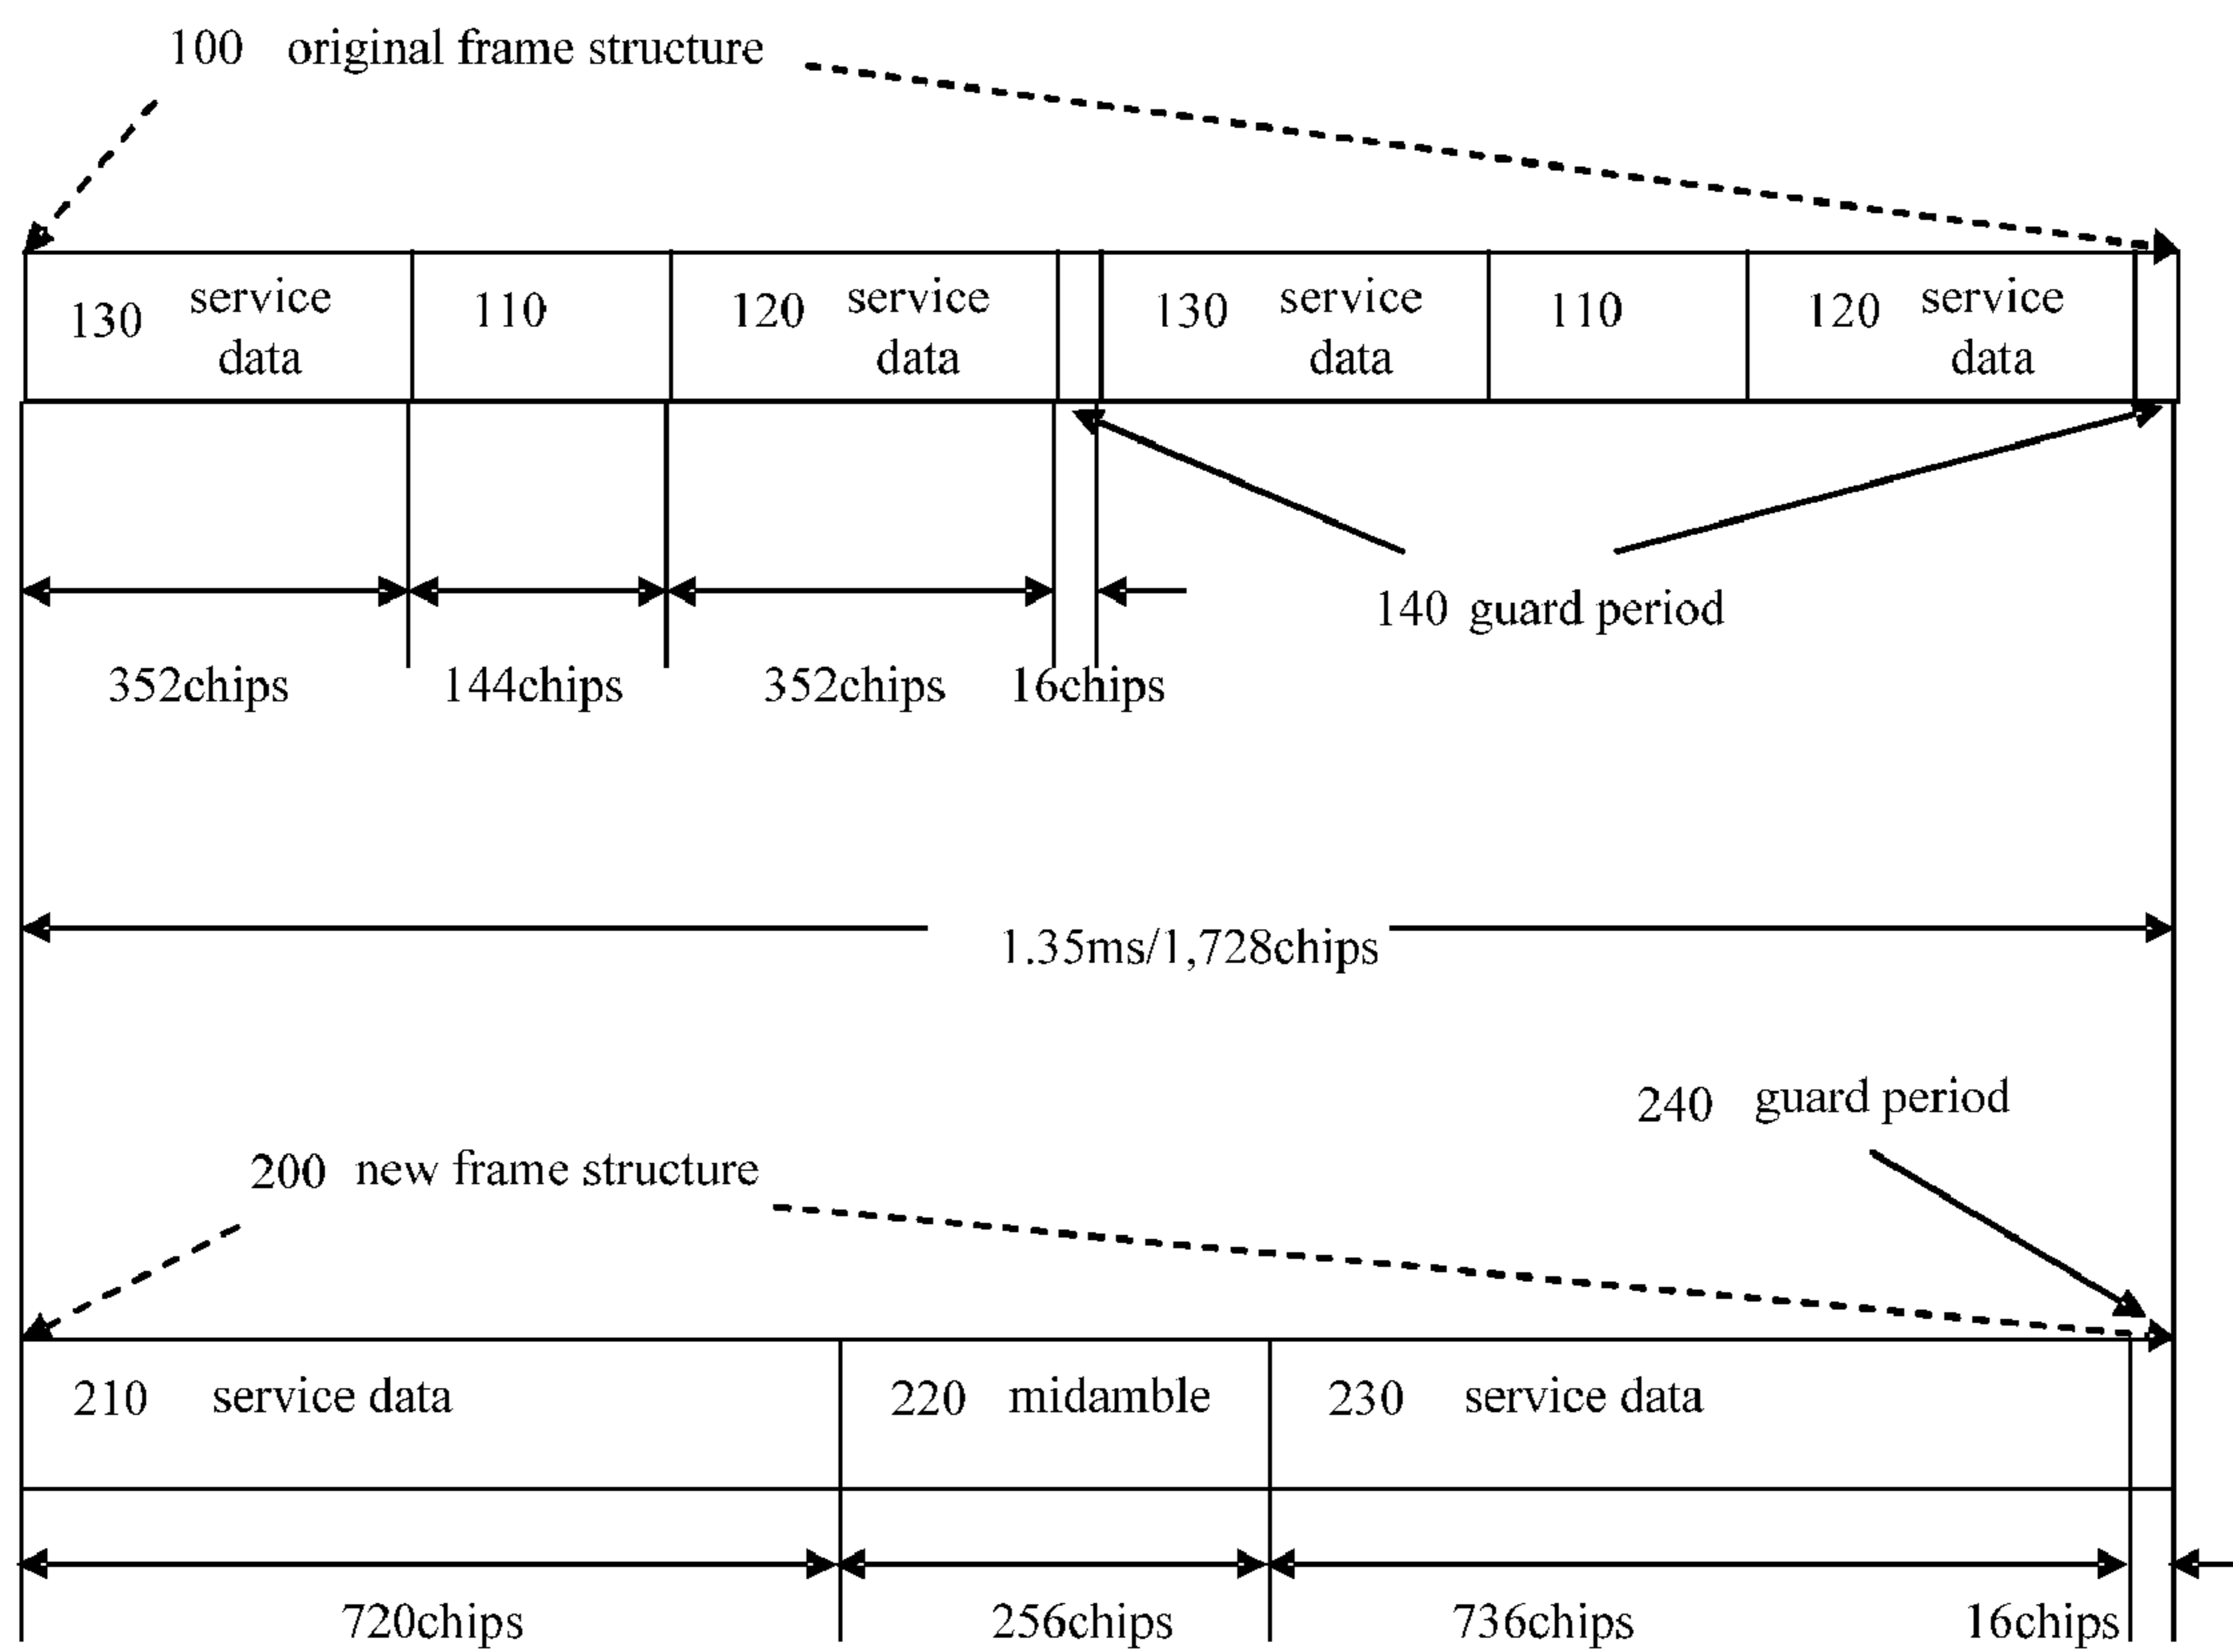 100 original frame structure
130 service data
110
120 service data
130 service data
110
120 service data
140 guard period
352chips
144chips
352chips
16chips
1.35ms/1,728chips
240 guard period
200 new frame structure
210 service data
220 midamble
230 service data
720chips
256chips
736chips
16chips